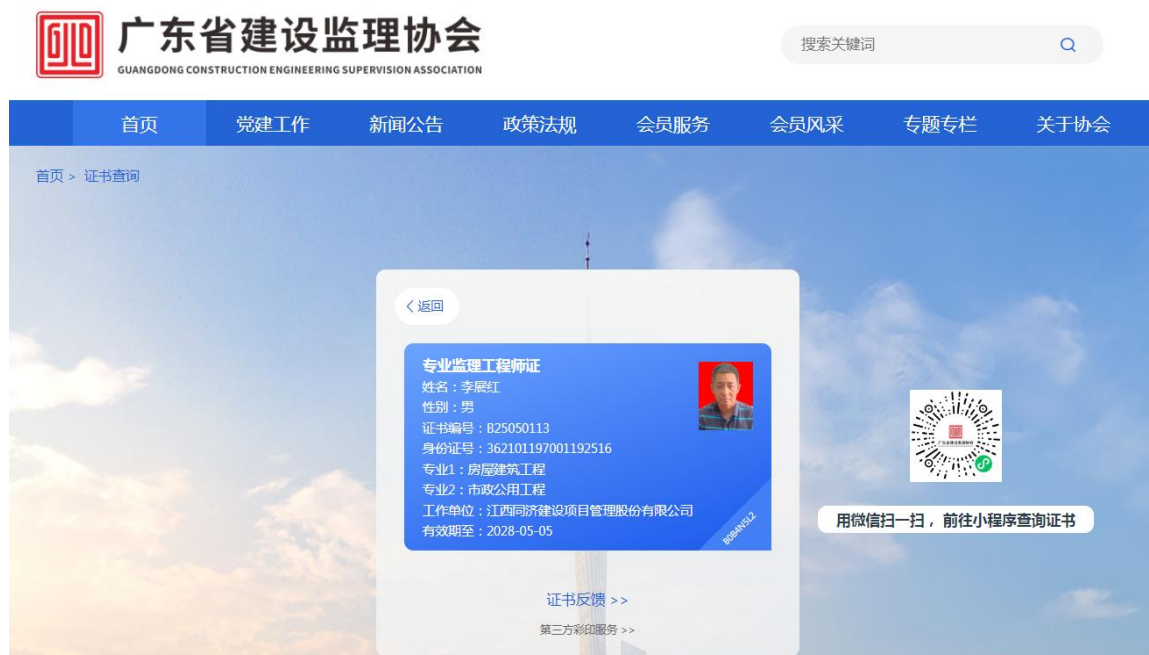 广东省建设监理协会
GUANGDONG CONSTRUCTION ENGINEERING SUPERVISION ASSOCIATION
搜索关键词
首页 党建工作 新闻公告 政策法规 会员服务 会员风采 专题专栏 关于协会
首页 > 证书查询
返回
专业监理工程师证
姓名：李展红
性别：男
证书编号：B25050113
身份证号：362101197001192516
专业1：房屋建筑工程
专业2：市政公用工程
工作单位：江西同济建设项目管理股份有限公司
有效期至：2028-05-05
B0B4N5L2
用微信扫一扫，前往小程序查询证书
证书反馈 >>
第三方彩印服务 >>